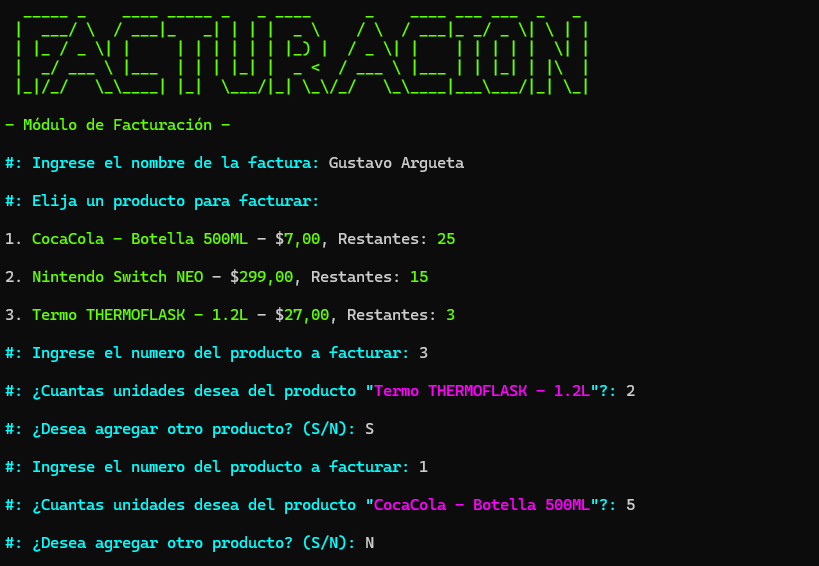 FACTURACION
- Módulo de Facturación -
#: Ingrese el nombre de la factura: Gustavo Argueta
#: Elija un producto para facturar:
1. CocaCola - Botella 500ML - $7,00, Restantes: 25
2. Nintendo Switch NEO - $299,00, Restantes: 15
3. Termo THERMOFLASK - 1.2L - $27,00, Restantes: 3
#: Ingrese el numero del producto a facturar: 3
#: ¿Cuantas unidades desea del producto "Termo THERMOFLASK - 1.2L"?: 2
#: ¿Desea agregar otro producto? (S/N): S
#: Ingrese el numero del producto a facturar: 1
#: ¿Cuantas unidades desea del producto "CocaCola - Botella 500ML"?: 5
#: ¿Desea agregar otro producto? (S/N): N